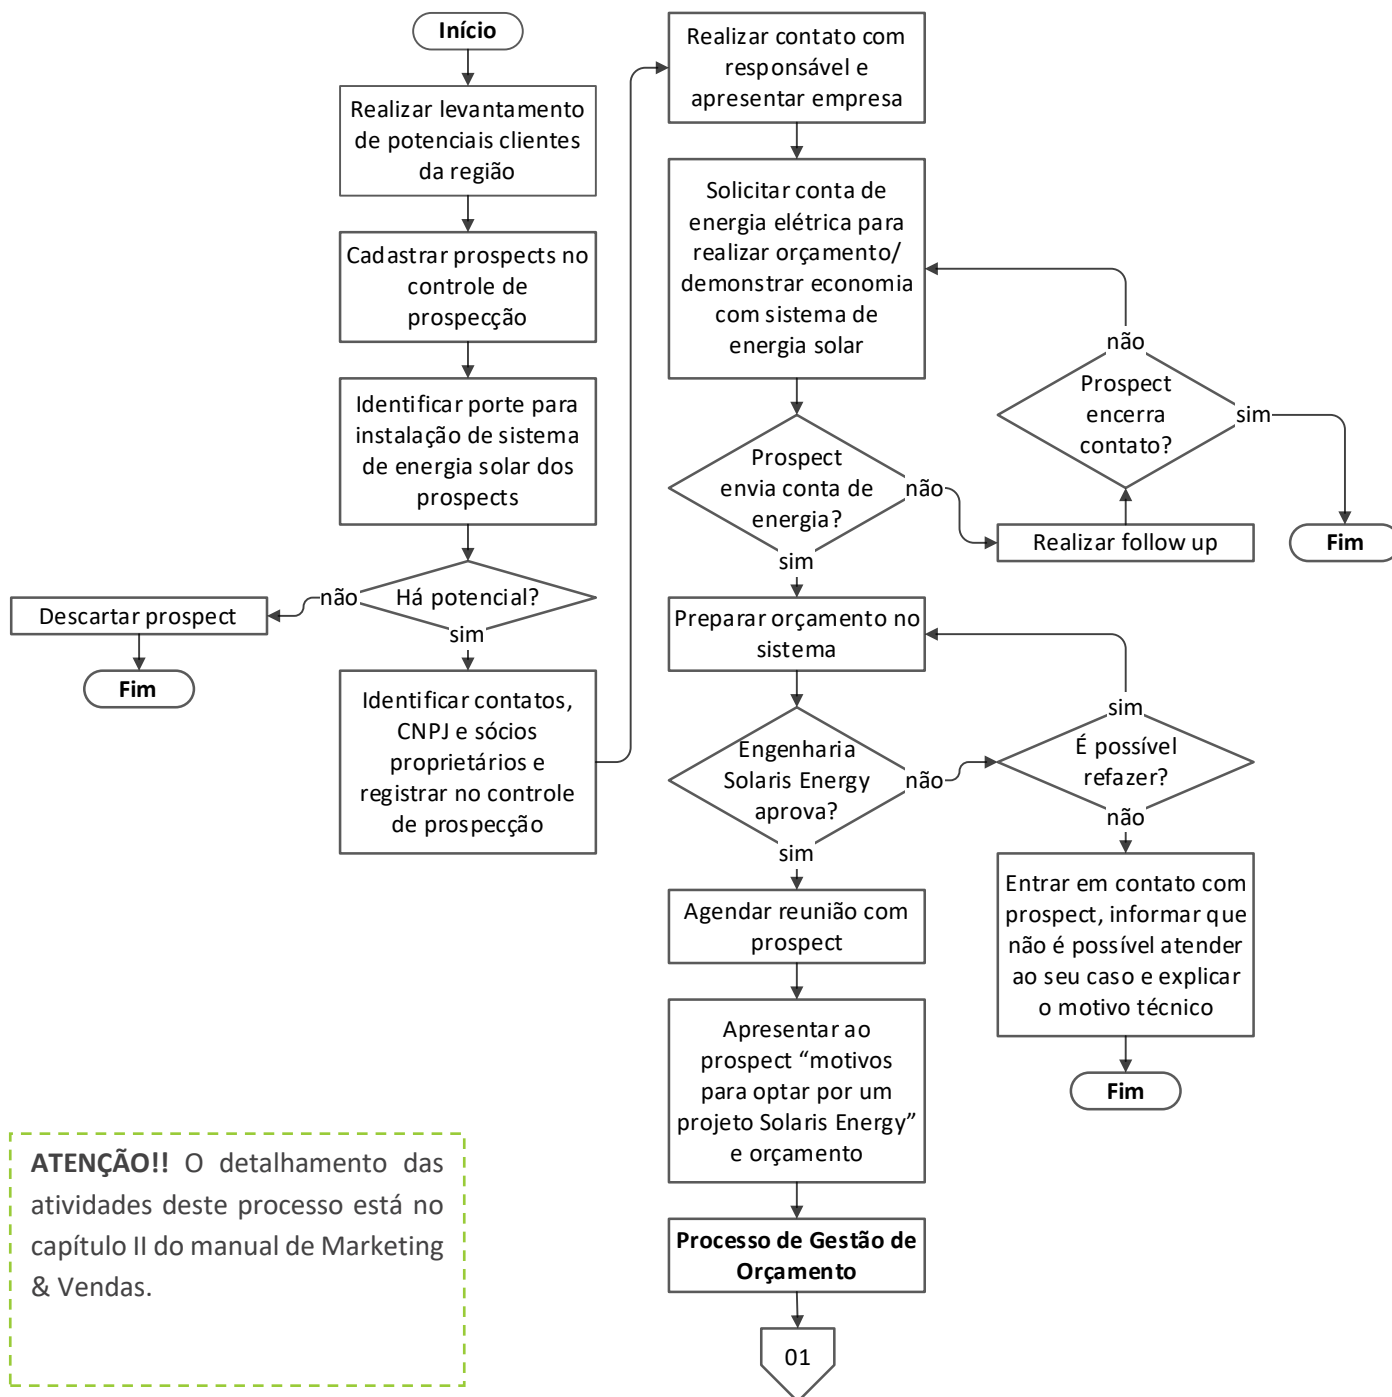 Início
Realizar levantamento
de potenciais clientes
da região
Cadastrar prospects no
controle de
prospecção
Identificar porte para
instalação de sistema
de energia solar dos
prospects
Há potencial?
não
sim
Descartar prospect
Fim
Identificar contatos,
CNPJ e sócios
proprietários e
registrar no controle
de prospecção
Realizar contato com
responsável e
apresentar empresa
Solicitar conta de
energia elétrica para
realizar orçamento/
demonstrar economia
com sistema de
energia solar
Prospect
envia conta de
energia?
não
sim
Realizar follow up
Prospect
encerra
contato?
não
sim
Fim
Preparar orçamento no
sistema
Engenharia
Solaris Energy
aprova?
não
sim
É possível
refazer?
sim
não
Entrar em contato com
prospect, informar que
não é possível atender
ao seu caso e explicar
o motivo técnico
Fim
Agendar reunião com
prospect
Apresentar ao
prospect “motivos
para optar por um
projeto Solaris Energy”
e orçamento
Processo de Gestão de
Orçamento
01
ATENÇÃO!! O detalhamento das
atividades deste processo está no
capítulo II do manual de Marketing
& Vendas.